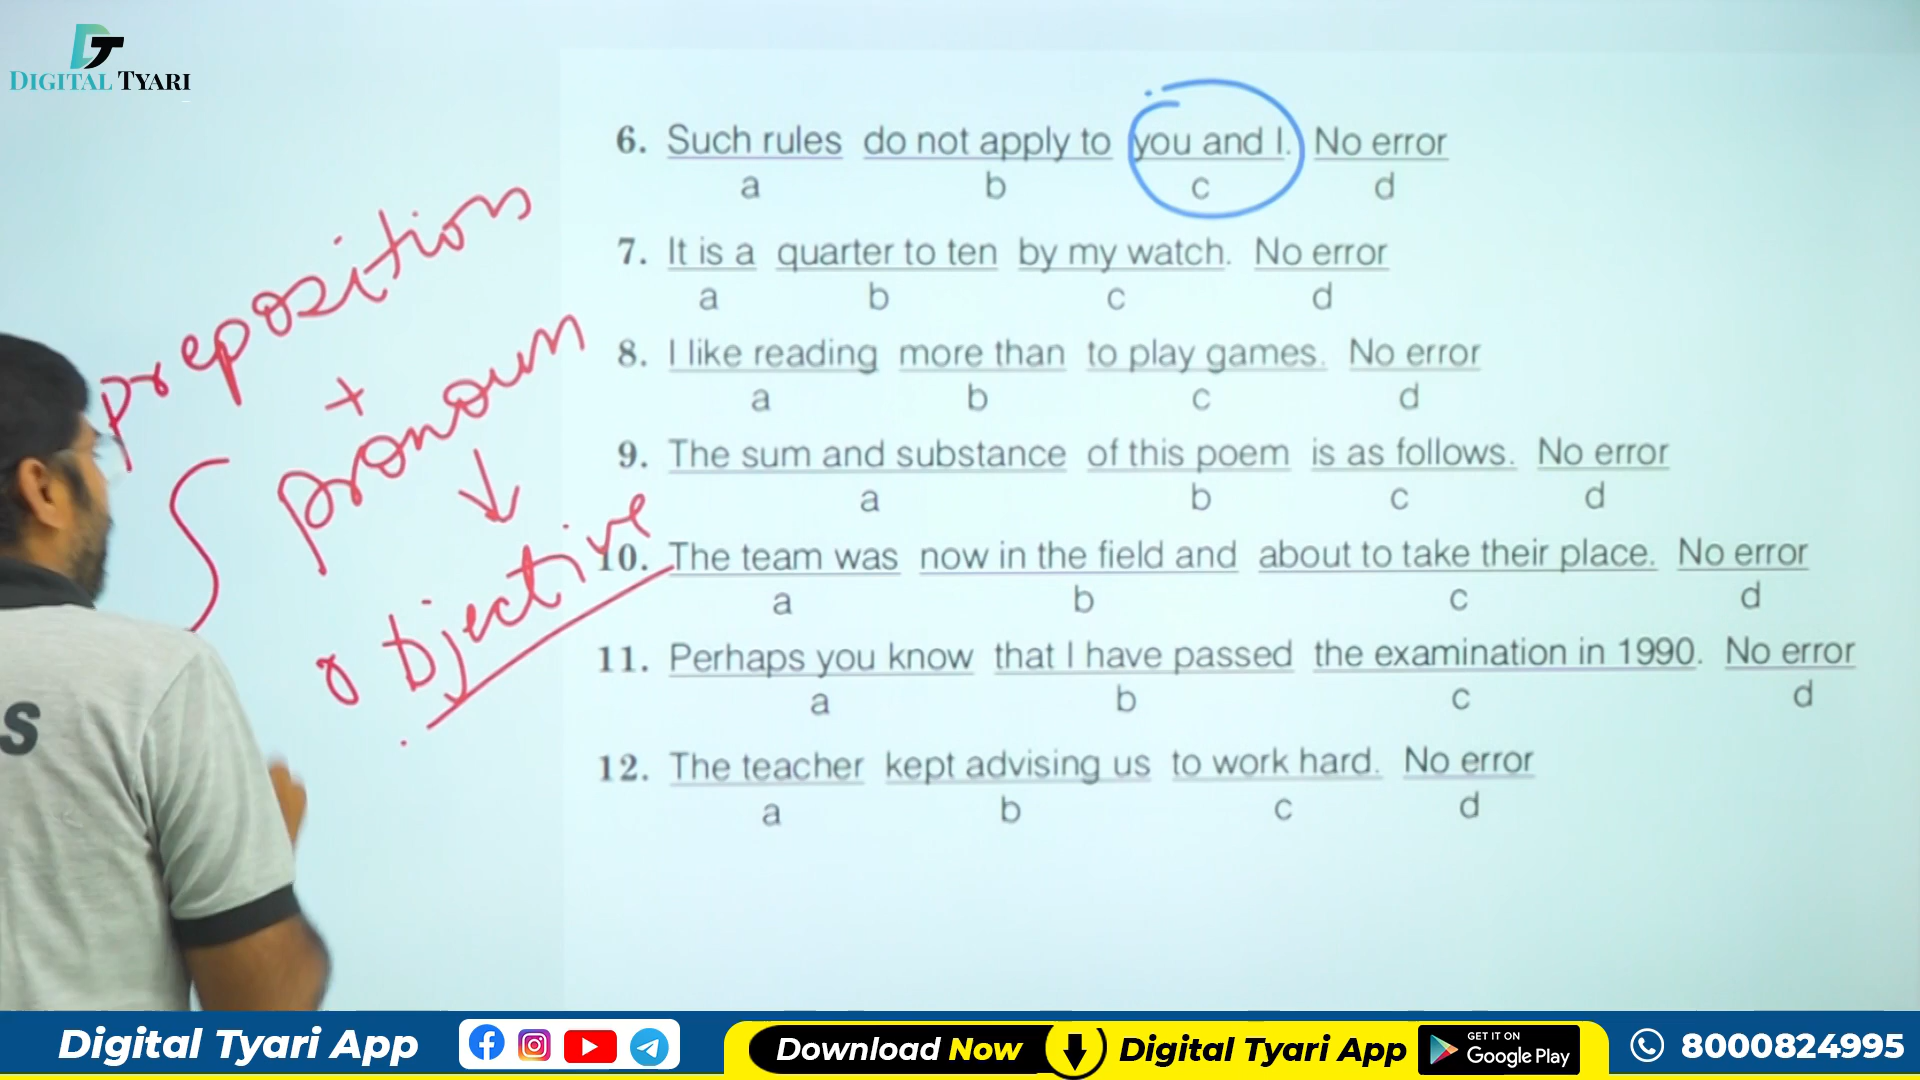 DT
DIGITAL TYARI
6. Such rules do not apply to you and I. No error
a b c d
7. It is a quarter to ten by my watch. No error
a b c d
8. I like reading more than to play games. No error
a b c d
9. The sum and substance of this poem is as follows. No error
a b c d
10. The team was now in the field and about to take their place. No error
a b c d
11. Perhaps you know that I have passed the examination in 1990. No error
a b c d
12. The teacher kept advising us to work hard. No error
a b c d
preposition
+
pronoun
↓
objective
S
Digital Tyari App
Download Now Digital Tyari App
GET IT ON
Google Play
8000824995